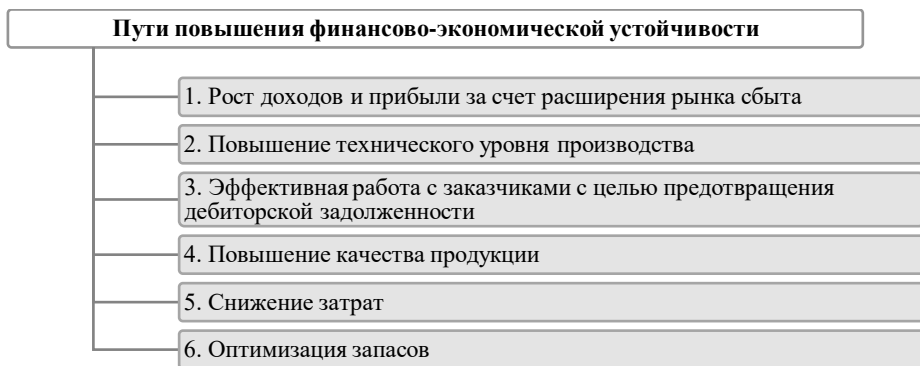 Пути повышения финансово-экономической устойчивости
1. Рост доходов и прибыли за счет расширения рынка сбыта
2. Повышение технического уровня производства
3. Эффективная работа с заказчиками с целью предотвращения
дебиторской задолженности
4. Повышение качества продукции
5. Снижение затрат
6. Оптимизация запасов